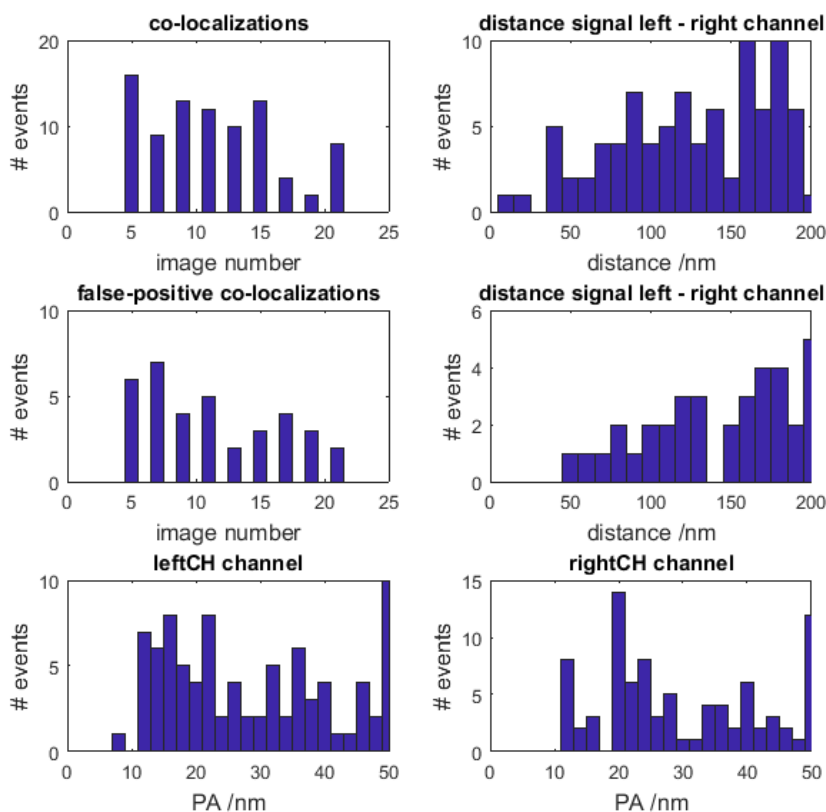 co-localizations
# events
20
10
0
0 5 10 15 20 25
image number
distance signal left - right channel
# events
10
5
0
50 100 150 200
distance /nm
false-positive co-localizations
# events
10
5
0
0 5 10 15 20 25
image number
distance signal left - right channel
# events
6
4
2
0
50 100 150 200
distance /nm
leftCH channel
# events
10
5
0
0 10 20 30 40 50
PA /nm
rightCH channel
# events
15
10
5
0
0 10 20 30 40 50
PA /nm